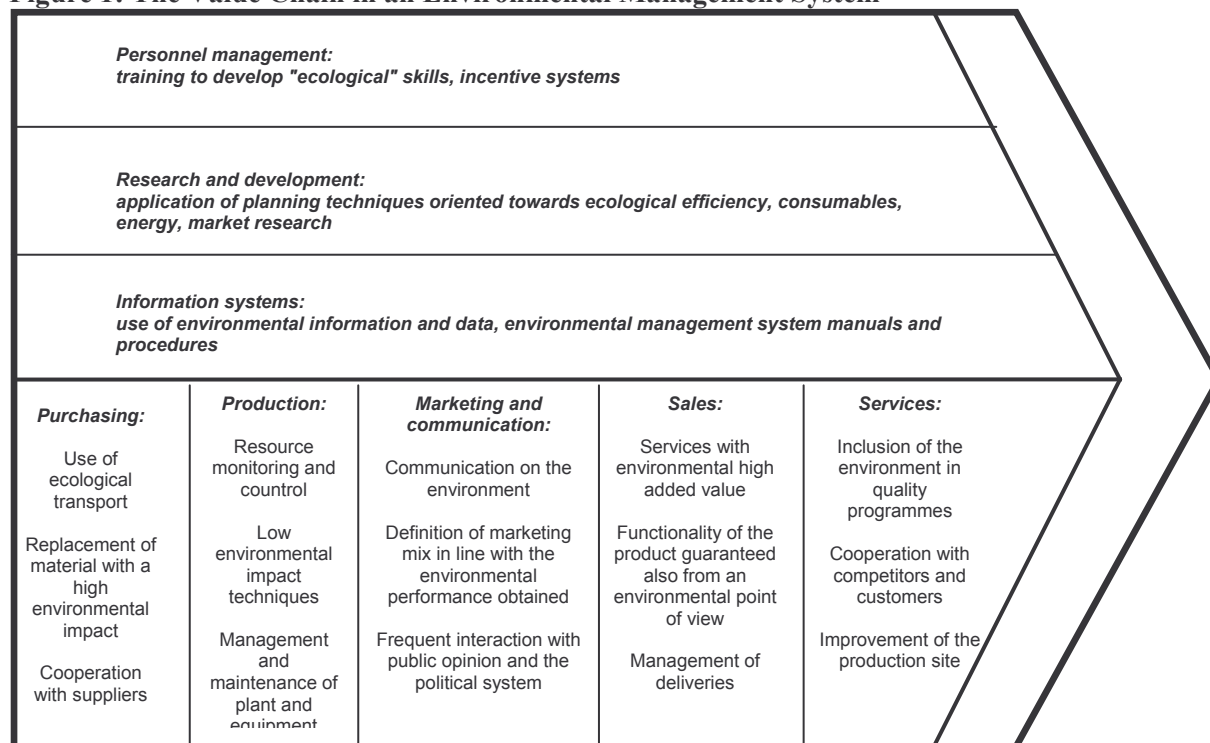 Figure 1: The Value Chain in an Environmental Management System
Personnel management:
training to develop "ecological" skills, incentive systems
Research and development:
application of planning techniques oriented towards ecological efficiency, consumables,
energy, market research
Information systems:
use of environmental information and data, environmental management system manuals and
procedures
Purchasing:
Use of
ecological
transport
Replacement of
material with a
high
environmental
impact
Cooperation
with suppliers
Production:
Resource
monitoring and
countrol
Low
environmental
impact
techniques
Management
and
maintenance of
plant and
equipment
Marketing and
communication:
Communication on the
environment
Definition of marketing
mix in line with the
environmental
performance obtained
Frequent interaction with
public opinion and the
political system
Sales:
Services with
environmental high
added value
Functionality of the
product guaranteed
also from an
environmental point
of view
Management of
deliveries
Services:
Inclusion of the
environment in
quality
programmes
Cooperation with
competitors and
customers
Improvement of the
production site